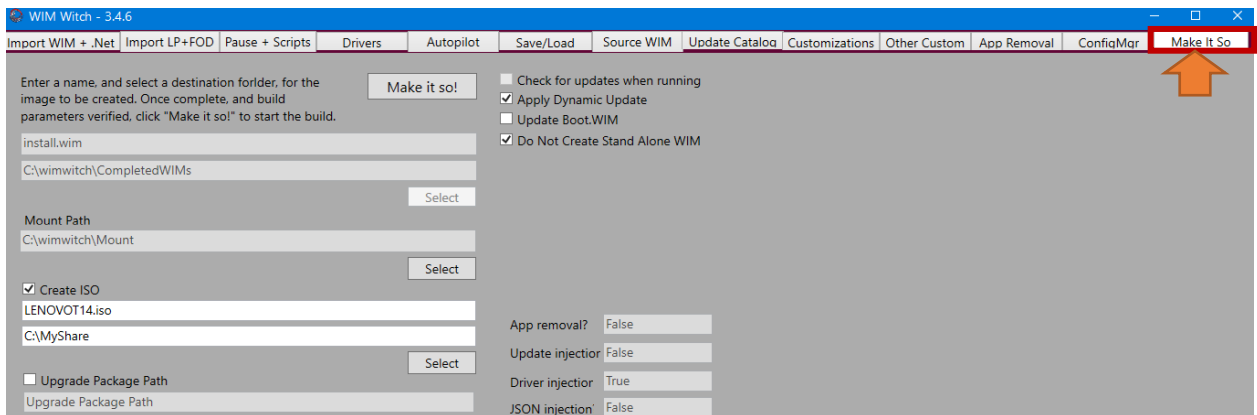 WIM Witch - 3.4.6
Import WIM + .Net Import LP+FOD Pause + Scripts Drivers Autopilot Save/Load Source WIM Update Catalog Customizations Other Custom App Removal ConfigMgr Make It So
Enter a name, and select a destination forlder, for the
image to be created. Once complete, and build
parameters verified, click "Make it so!" to start the build.
Make it so!
install.wim
C:\wimwitch\CompletedWIMs
Select
Mount Path
C:\wimwitch\Mount
Select
Create ISO
LENOVOT14.iso
C:\MyShare
Select
Upgrade Package Path
Upgrade Package Path
Check for updates when running
Apply Dynamic Update
Update Boot.WIM
Do Not Create Stand Alone WIM
App removal? False
Update injection False
Driver injection True
JSON injection False